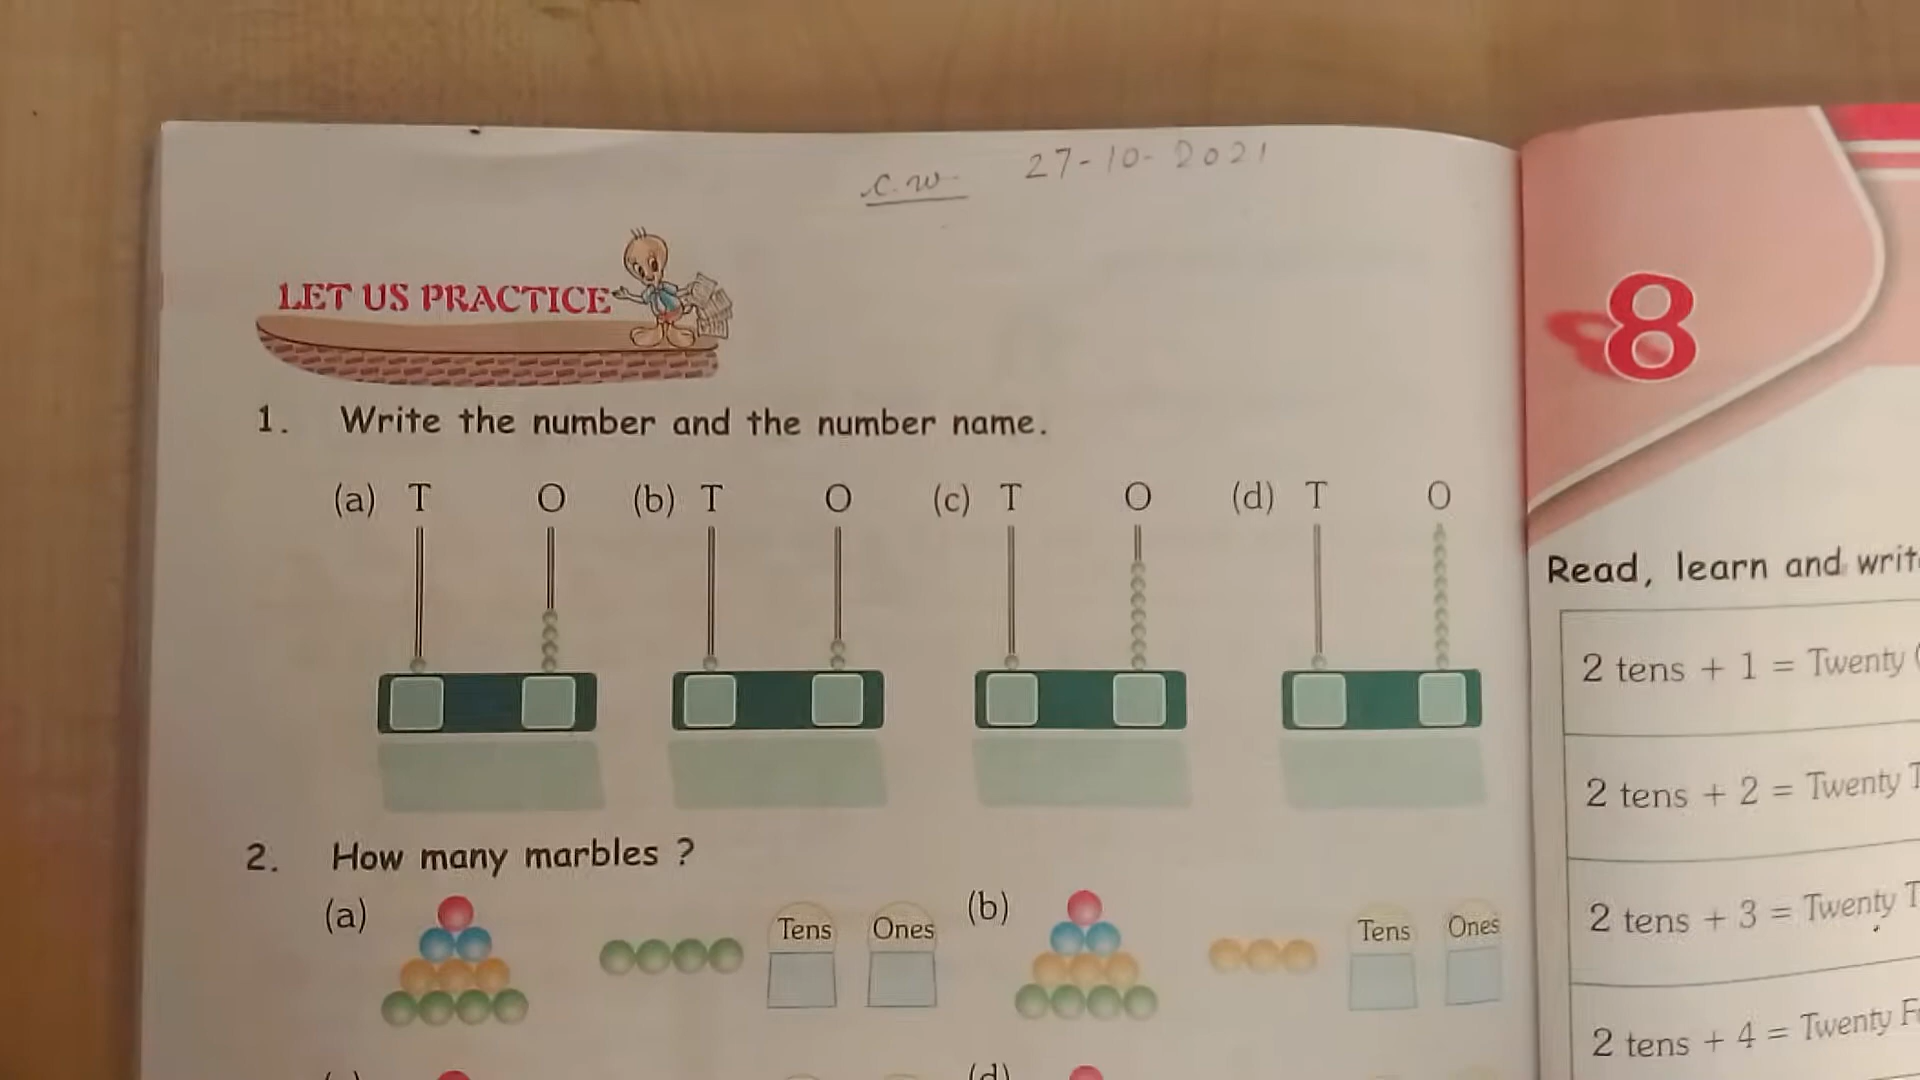 c.w. 27-10-2021
LET US PRACTICE
1. Write the number and the number name.
(a) T O (b) T O (c) T O (d) T O
2. How many marbles ?
(a) Tens Ones (b) Tens Ones
(d)
8
Read, learn and
2 tens + 1 = Twenty
2 tens + 2 = Twenty
2 tens + 3 = Twenty
2 tens + 4 = Twenty